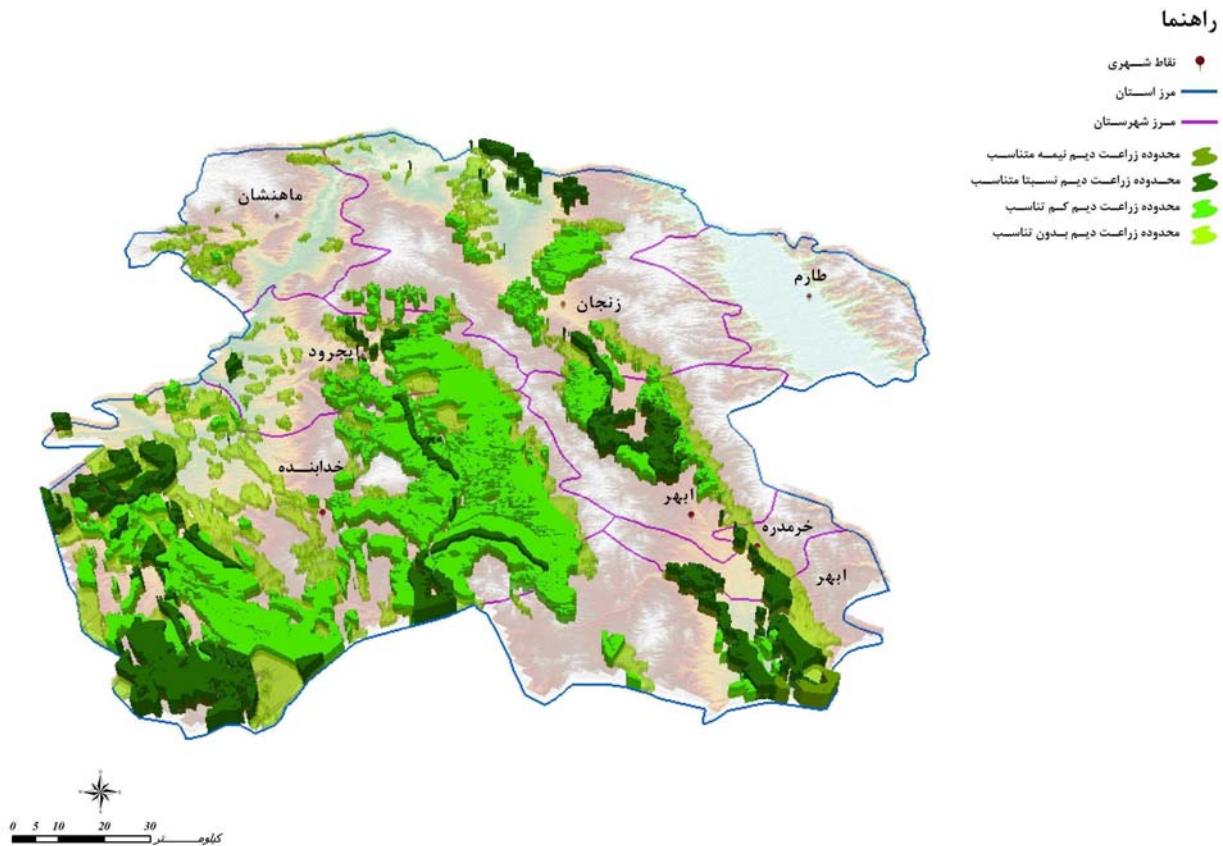 راهنما
نقاط شهری
مرز استان
مرز شهرستان
محدوده زراعت دیم نیمه متناسب
محدوده زراعت دیم نسبتا متناسب
محدوده زراعت دیم کم تناسب
محدوده زراعت دیم بدون تناسب
ماهنشان
طارم
زنجان
ایجرود
خدابنده
ابهر
خرمدره
ابهر
0 5 10 20 30
کیلومتر